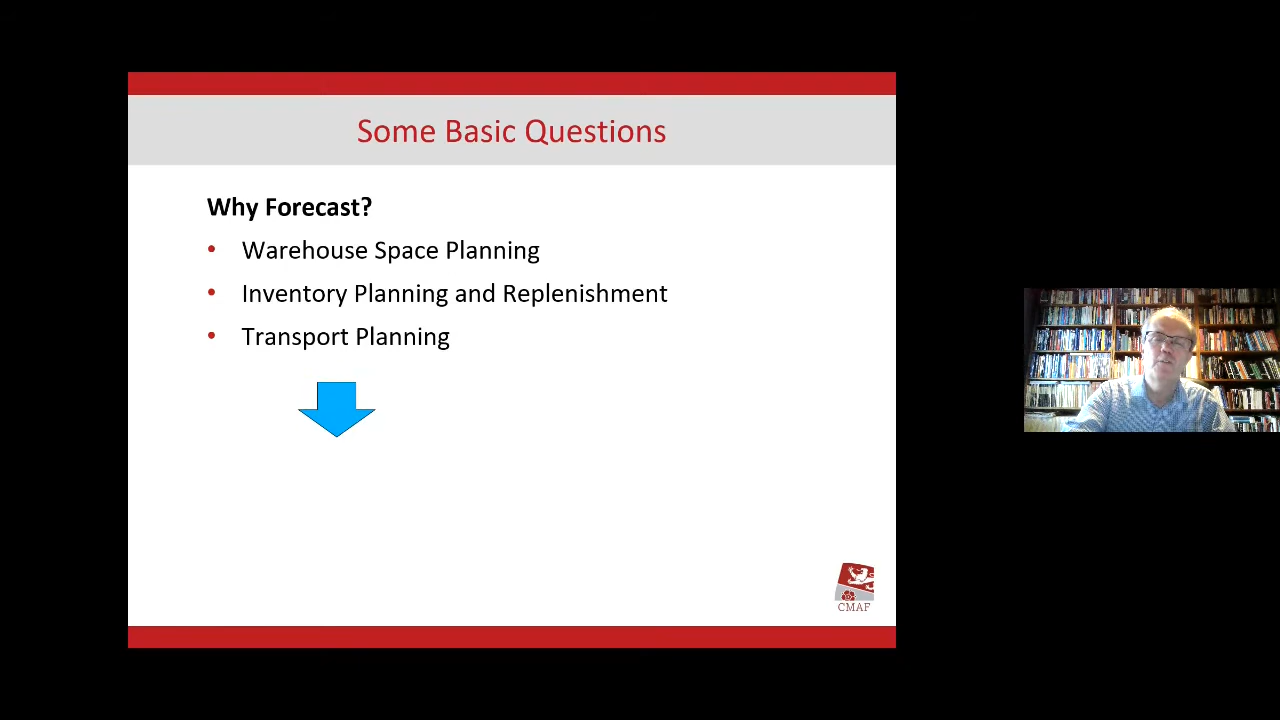 Some Basic Questions
Why Forecast?
• Warehouse Space Planning
• Inventory Planning and Replenishment
• Transport Planning
CMAF